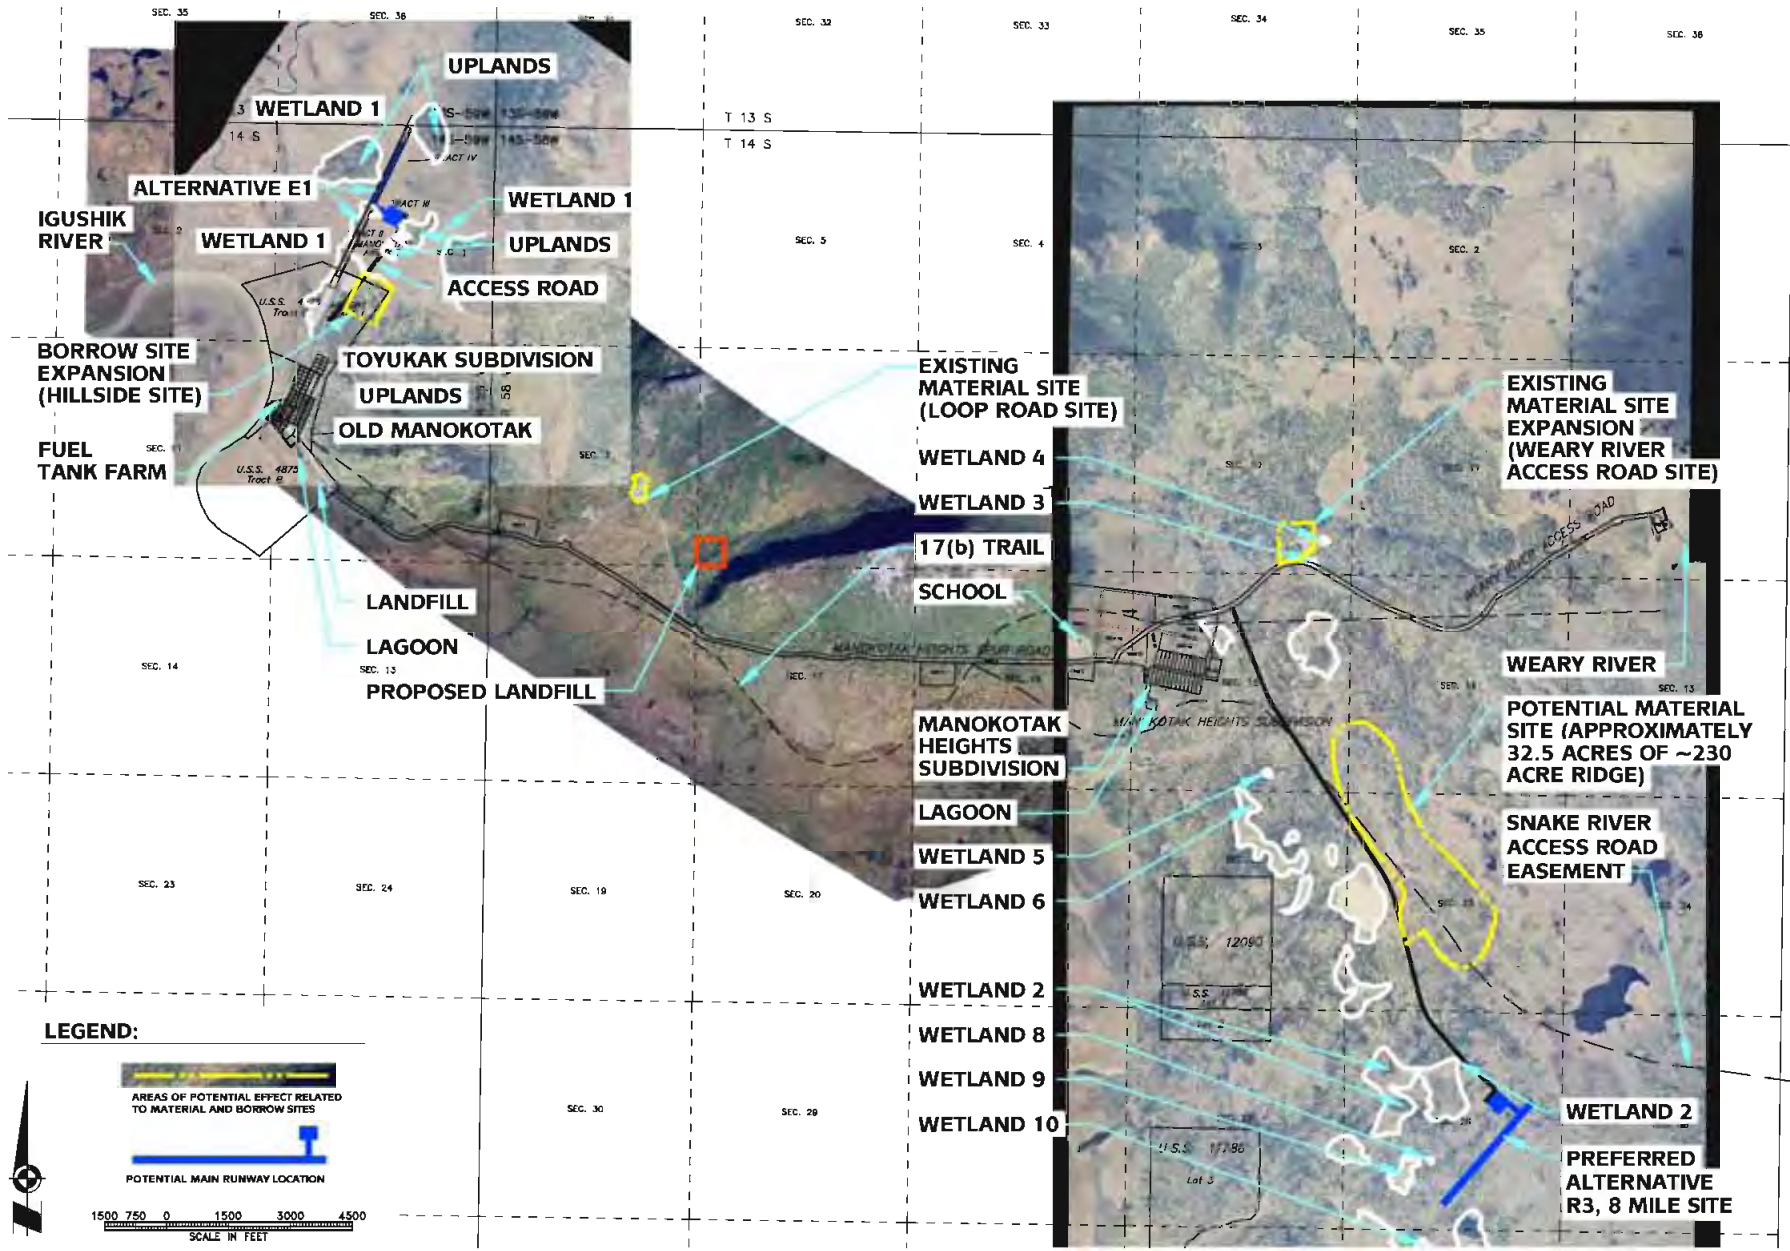 SEC. 35
SEC. 36
SEC. 32
SEC. 33
SEC. 34
SEC. 35
SEC. 36
UPLANDS
WETLAND 1
T 13 S
14 S
T 14 S
TRACT IV
ALTERNATIVE E1
WETLAND 1
IGUSHIK
RIVER
WETLAND 1
UPLANDS
SEC. 5
SEC. 4
SEC. 2
ACCESS ROAD
U.S.S.
BORROW SITE
EXPANSION
(HILLSIDE SITE)
TOYUKAK SUBDIVISION
UPLANDS
OLD MANOKOTAK
FUEL
TANK FARM
U.S.S. 4875
Tract B
EXISTING
MATERIAL SITE
(LOOP ROAD SITE)
WETLAND 4
WETLAND 3
17(b) TRAIL
SCHOOL
EXISTING
MATERIAL SITE
EXPANSION
(WEARY RIVER
ACCESS ROAD SITE)
WEARY RIVER ACCESS ROAD
LANDFILL
LAGOON
SEC. 14
SEC. 13
PROPOSED LANDFILL
MANOKOTAK HEIGHTS SPUR ROAD
WEARY RIVER
SEC. 13
MANOKOTAK HEIGHTS SUBDIVISION
MANOKOTAK
HEIGHTS
SUBDIVISION
LAGOON
POTENTIAL MATERIAL
SITE (APPROXIMATELY
32.5 ACRES OF ~230
ACRE RIDGE)
SNAKE RIVER
ACCESS ROAD
EASEMENT
WETLAND 5
WETLAND 6
SEC. 23
SEC. 24
SEC. 19
SEC. 20
U.S.S. 12090
U.S.S.
WETLAND 2
WETLAND 8
WETLAND 9
WETLAND 10
SEC. 30
SEC. 29
Lot 3
WETLAND 2
PREFERRED
ALTERNATIVE
R3, 8 MILE SITE
LEGEND:
AREAS OF POTENTIAL EFFECT RELATED
TO MATERIAL AND BORROW SITES
POTENTIAL MAIN RUNWAY LOCATION
1500 750 0 1500 3000 4500
SCALE IN FEET